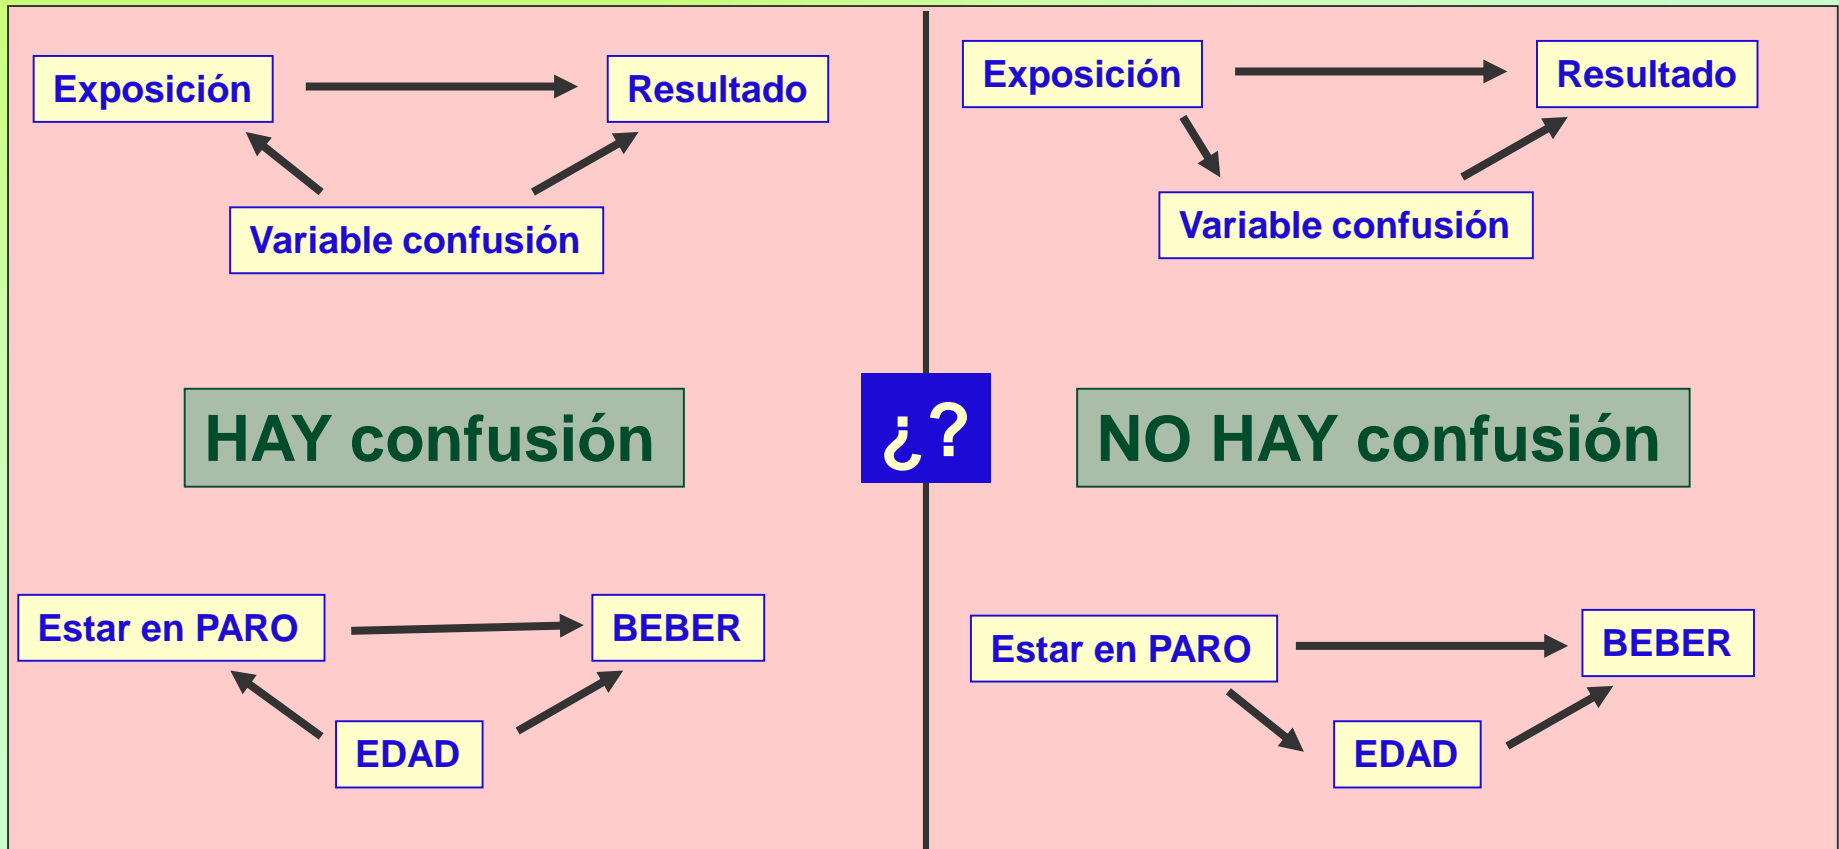 Exposición
Resultado
Variable confusión
HAY confusión
Estar en PARO
BEBER
EDAD
¿?
Exposición
Resultado
Variable confusión
NO HAY confusión
Estar en PARO
BEBER
EDAD